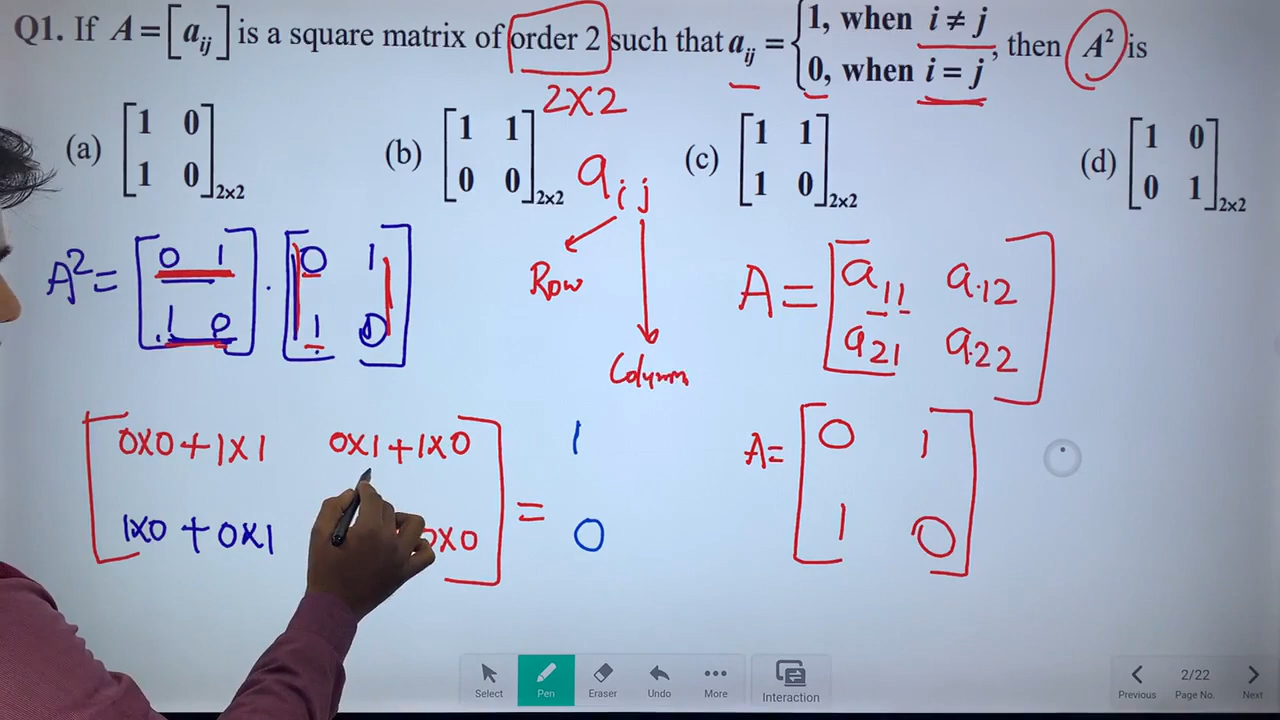 Q1. If A = [a_ij] is a square matrix of order 2 such that a_ij = { 1, when i ≠ j
0, when i = j , then A² is
2×2
(a) [1 0
1 0]2×2
(b) [1 1
0 0]2×2
(c) [1 1
1 0]2×2
(d) [1 0
0 1]2×2
a_ij
Row
Column
A = [a11 a12
a21 a22]
A² = [0 1
1 0] . [0 1
1 0]
[0×0+1×1 0×1+1×0
1×0+0×1 0×0] = 1
0
A= [0 1
1 0]
Select
Pen
Eraser
Undo
More
Interaction
Previous
2/22
Page No.
Next